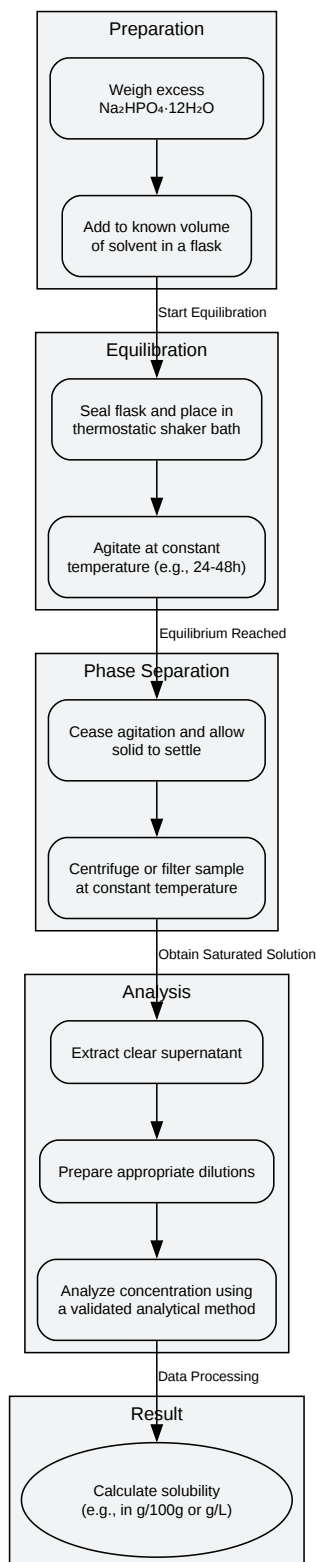 Preparation
Weigh excess
Na₂HPO₄·12H₂O
Add to known volume
of solvent in a flask
Start Equilibration
Equilibration
Seal flask and place in
thermostatic shaker bath
Agitate at constant
temperature (e.g., 24-48h)
Equilibrium Reached
Phase Separation
Cease agitation and allow
solid to settle
Centrifuge or filter sample
at constant temperature
Obtain Saturated Solution
Analysis
Extract clear supernatant
Prepare appropriate dilutions
Analyze concentration using
a validated analytical method
Data Processing
Result
Calculate solubility
(e.g., in g/100g or g/L)